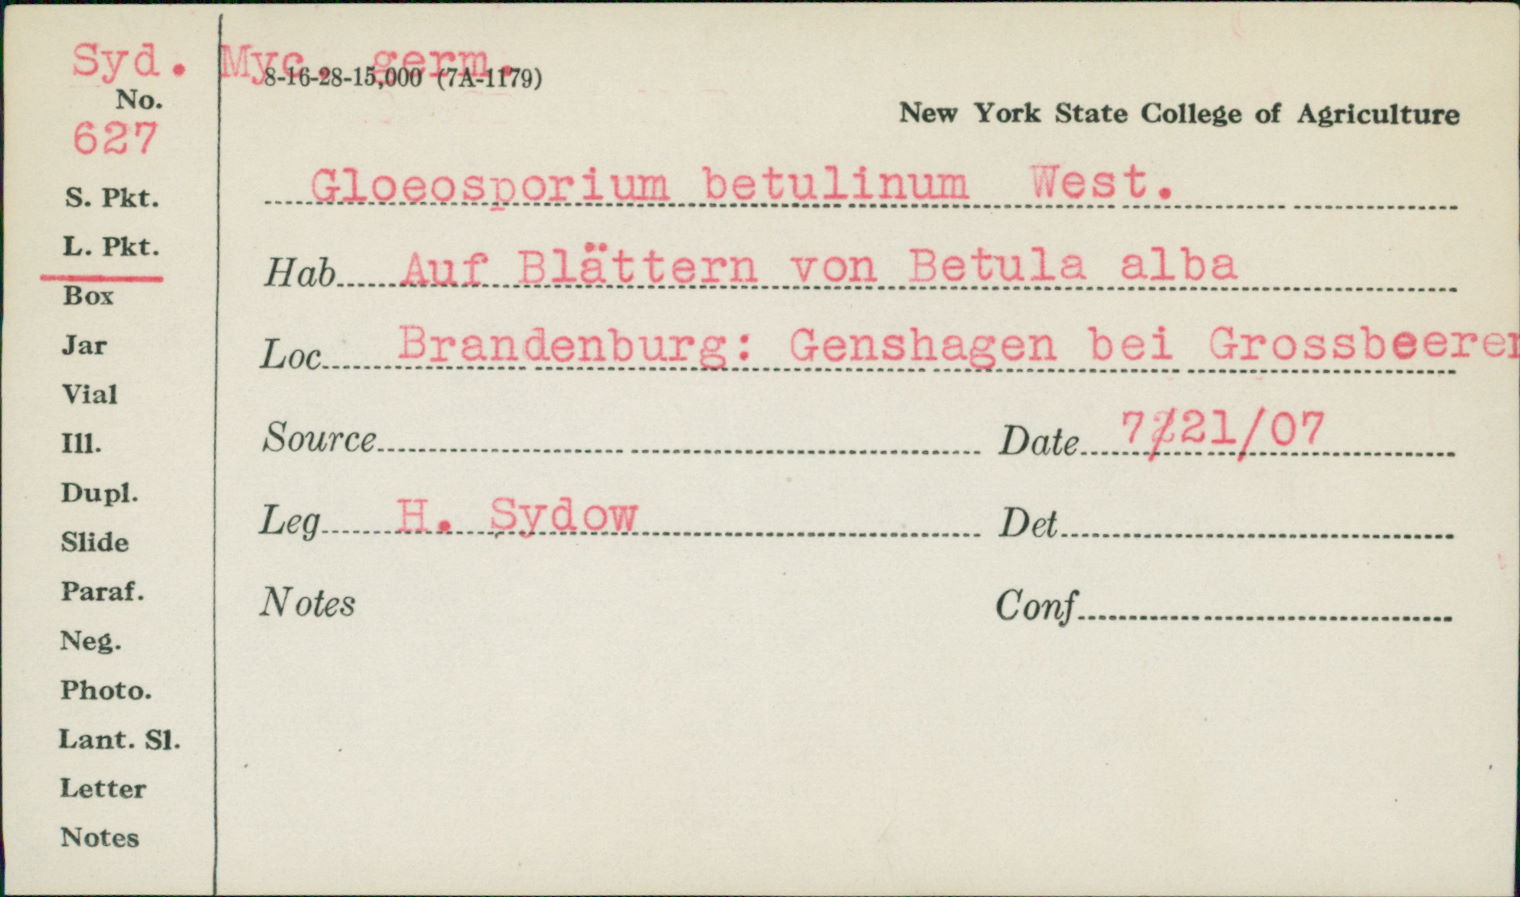 Syd. Myc. germ.
8-16-28-15,000 (7A-1179)
No.
627
New York State College of Agriculture
Gloeosporium betulinum West.
S. Pkt.
L. Pkt.
Hab Auf Blättern von Betula alba
Box
Jar
Loc Brandenburg: Genshagen bei Grossbeeren
Vial
Ill.
Source
Date 7/21/07
Dupl.
Slide
Leg H. Sydow
Det
Paraf.
Notes
Conf
Neg.
Photo.
Lant. Sl.
Letter
Notes